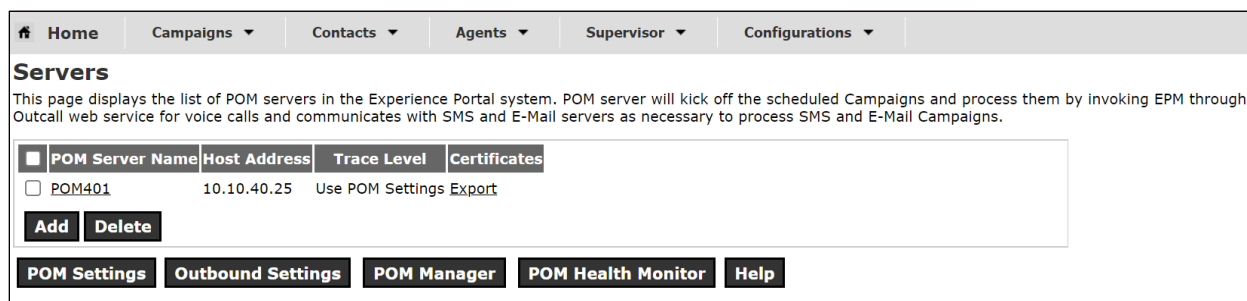 Home Campaigns ▼ Contacts ▼ Agents ▼ Supervisor ▼ Configurations ▼
Servers
This page displays the list of POM servers in the Experience Portal system. POM server will kick off the scheduled Campaigns and process them by invoking EPM through
Outcall web service for voice calls and communicates with SMS and E-Mail servers as necessary to process SMS and E-Mail Campaigns.
POM Server Name Host Address Trace Level Certificates
POM401 10.10.40.25 Use POM Settings Export
Add Delete
POM Settings Outbound Settings POM Manager POM Health Monitor Help